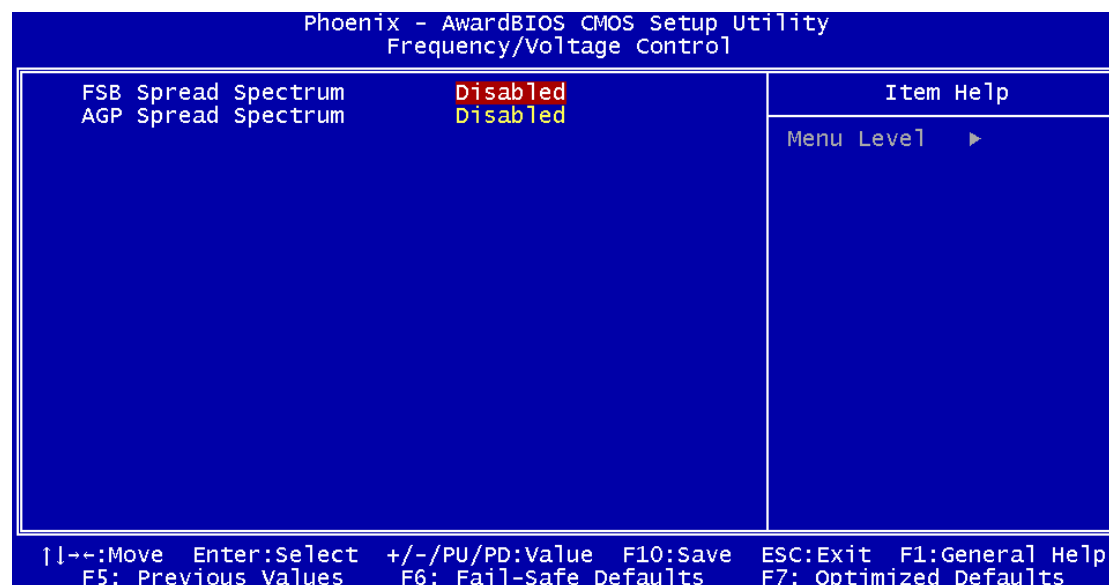 Phoenix - AwardBIOS CMOS Setup Utility
Frequency/Voltage Control
FSB Spread Spectrum Disabled
AGP Spread Spectrum Disabled
Item Help
Menu Level ▶
↑↓→←:Move Enter:Select +/-/PU/PD:Value F10:Save ESC:Exit F1:General Help
F5: Previous Values F6: Fail-Safe Defaults F7: Optimized Defaults